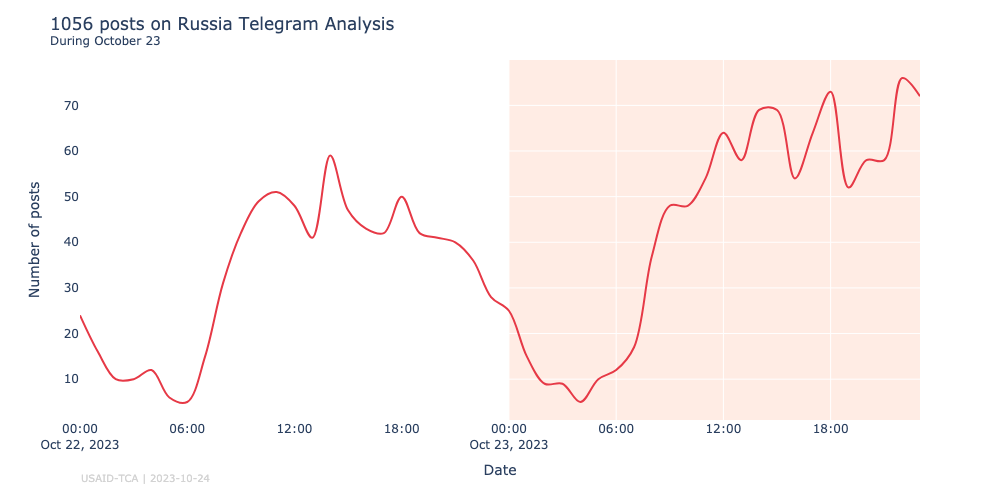 1056 posts on Russia Telegram Analysis
During October 23
Number of posts
70
60
50
40
30
20
10
00:00 06:00 12:00 18:00 00:00 06:00 12:00 18:00
Oct 22, 2023 Oct 23, 2023
Date
USAID-TCA | 2023-10-24